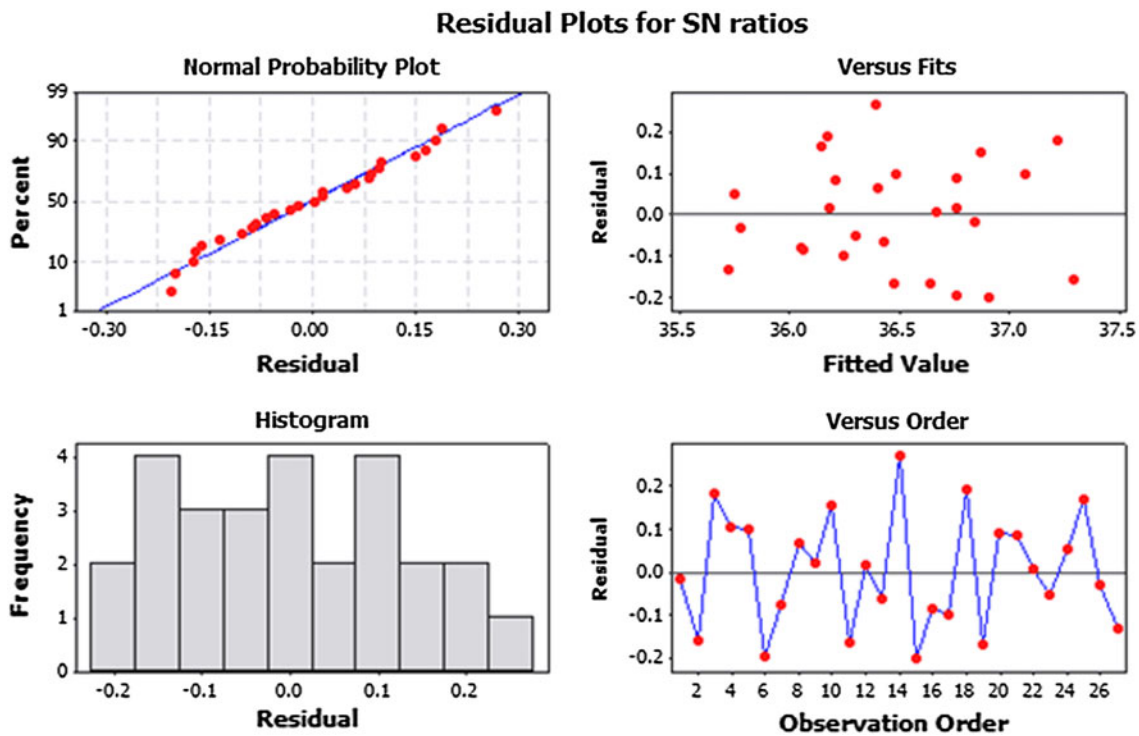 Residual Plots for SN ratios
Normal Probability Plot
99
90
50
10
1
Percent
-0.30 -0.15 0.00 0.15 0.30
Residual
Versus Fits
0.2
0.1
0.0
-0.1
-0.2
Residual
35.5 36.0 36.5 37.0 37.5
Fitted Value
Histogram
4
3
2
1
0
Frequency
-0.2 -0.1 0.0 0.1 0.2
Residual
Versus Order
0.2
0.1
0.0
-0.1
-0.2
Residual
2 4 6 8 10 12 14 16 18 20 22 24 26
Observation Order